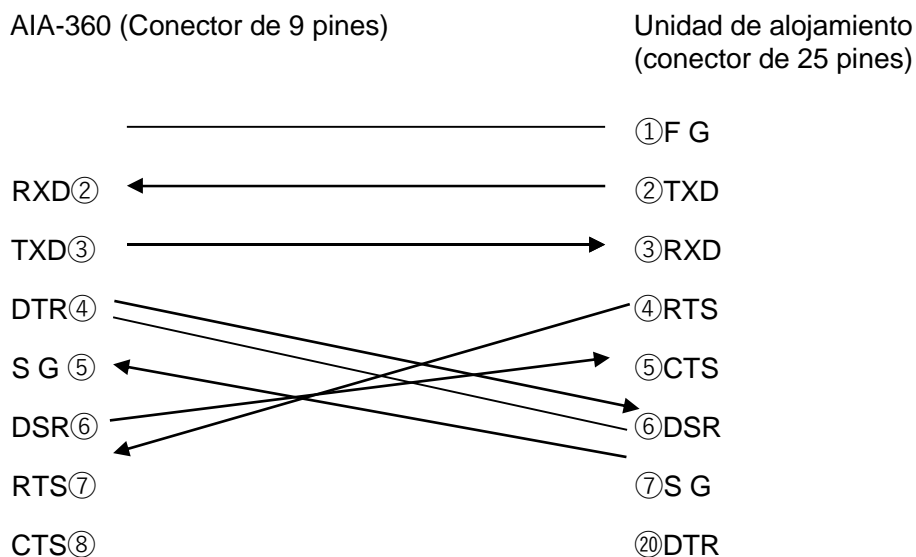 AIA-360 (Conector de 9 pines)
Unidad de alojamiento
(conector de 25 pines)
①F G
RXD②
②TXD
TXD③
③RXD
DTR④
④RTS
S G ⑤
⑤CTS
DSR⑥
⑥DSR
RTS⑦
⑦S G
CTS⑧
⑳DTR